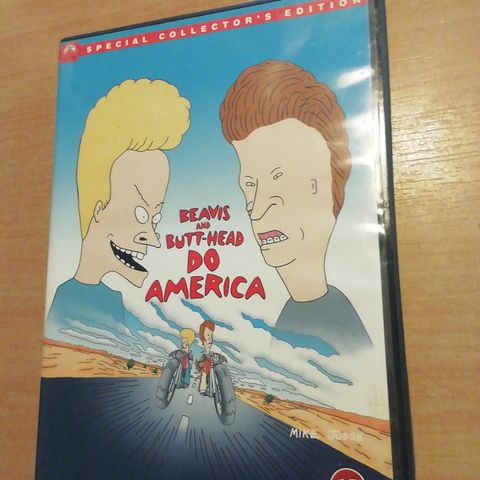 SPECIAL COLLECTOR'S EDITION
BEAVIS
AND
BUTT-HEAD
DO
AMERICA
MIKE JUDGE